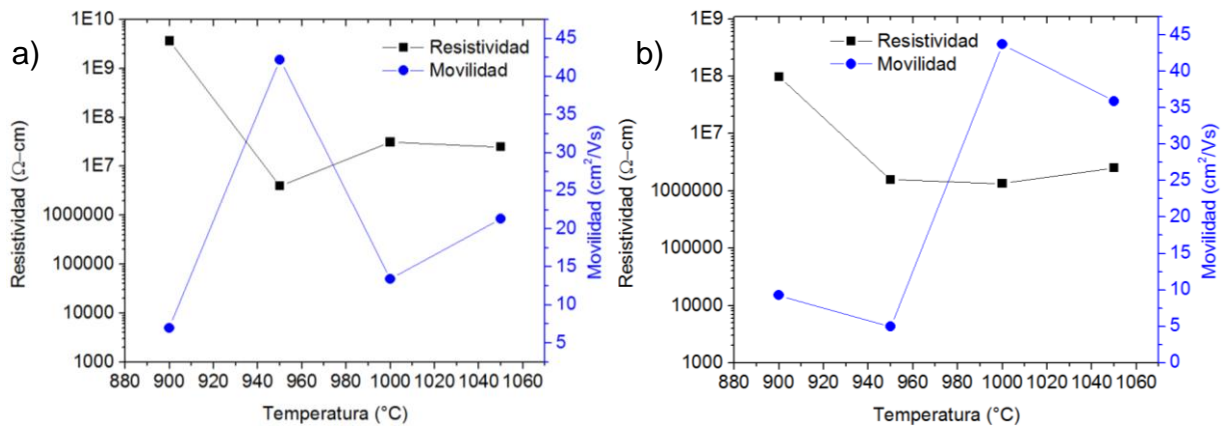 a)
1E10
1E9
1E8
1E7
1000000
100000
10000
1000
Resistividad (Ω–cm)
Resistividad
Movilidad
45
40
35
30
25
20
15
10
5
Movilidad (cm²/Vs)
880 900 920 940 960 980 1000 1020 1040 1060
Temperatura (°C)
b)
1E9
1E8
1E7
1000000
100000
10000
1000
Resistividad (Ω–cm)
Resistividad
Movilidad
45
40
35
30
25
20
15
10
5
0
Movilidad (cm²/Vs)
880 900 920 940 960 980 1000 1020 1040 1060
Temperatura (°C)